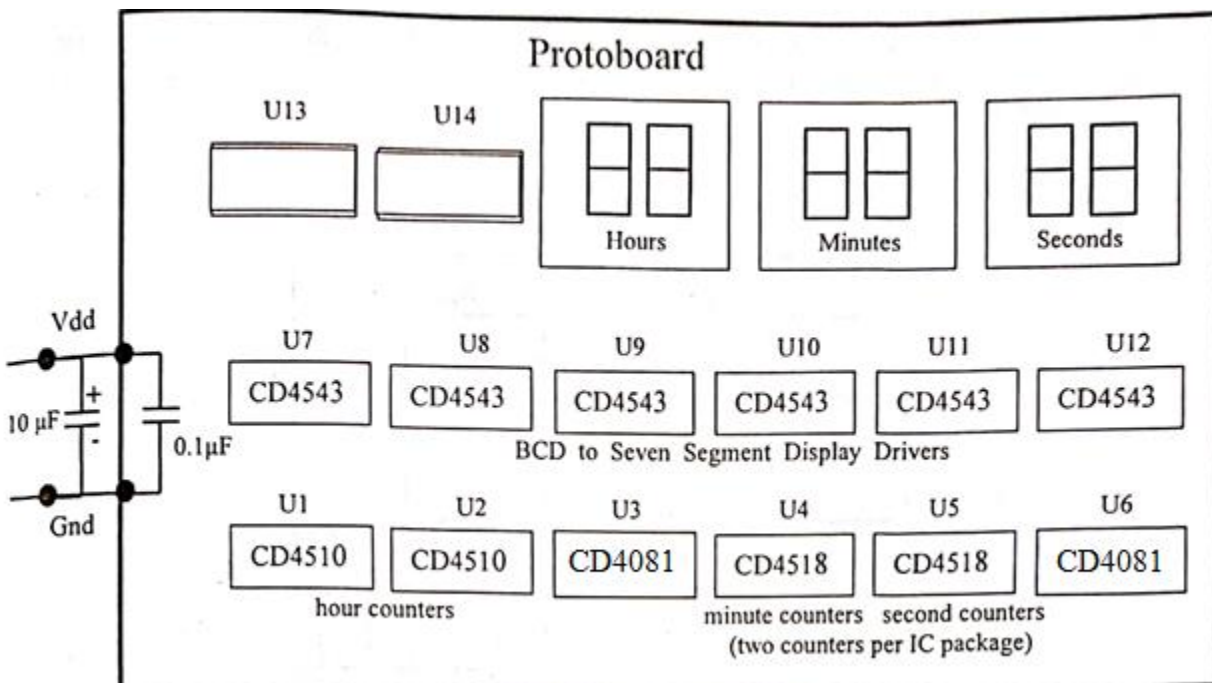 Protoboard
U13
U14
Hours
Minutes
Seconds
Vdd
10 μF
+
-
0.1μF
Gnd
U7
U8
U9
U10
U11
U12
CD4543
CD4543
CD4543
CD4543
CD4543
CD4543
BCD to Seven Segment Display Drivers
U1
U2
U3
U4
U5
U6
CD4510
CD4510
CD4081
CD4518
CD4518
CD4081
hour counters
minute counters
second counters
(two counters per IC package)